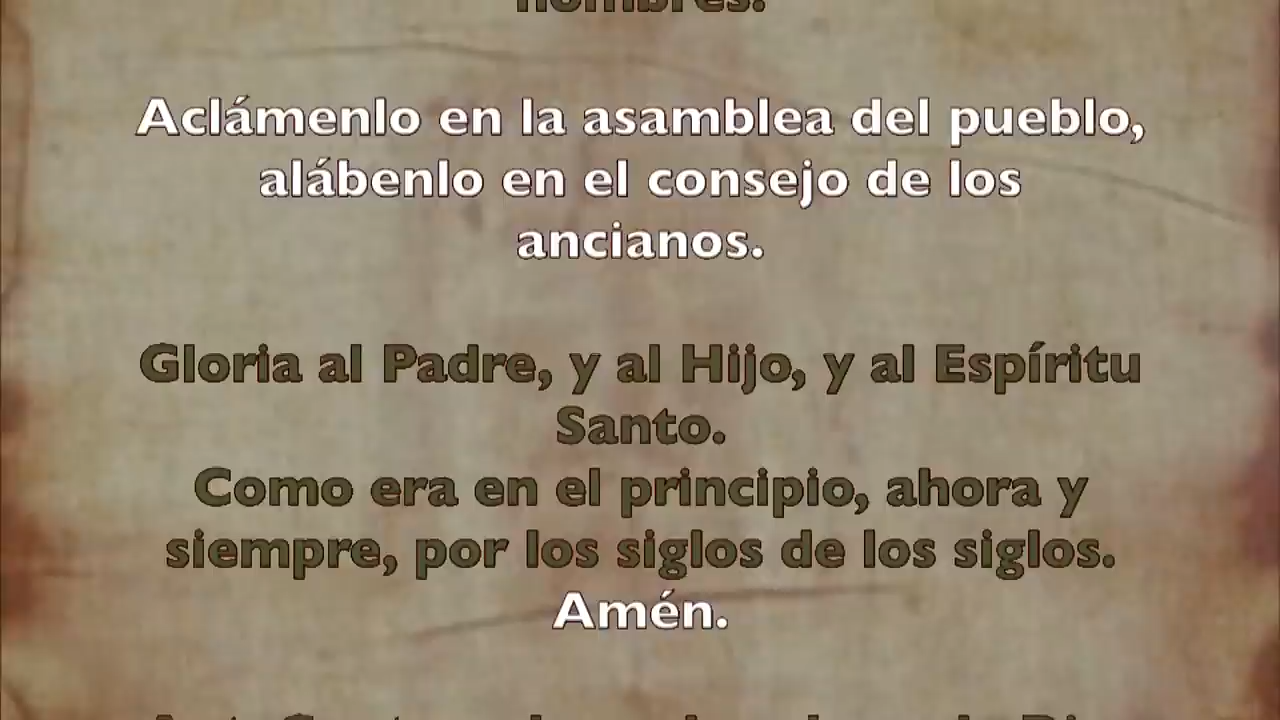 hombres.
Aclámenlo en la asamblea del pueblo,
alábenlo en el consejo de los
ancianos.
Gloria al Padre, y al Hijo, y al Espíritu
Santo.
Como era en el principio, ahora y
siempre, por los siglos de los siglos.
Amén.